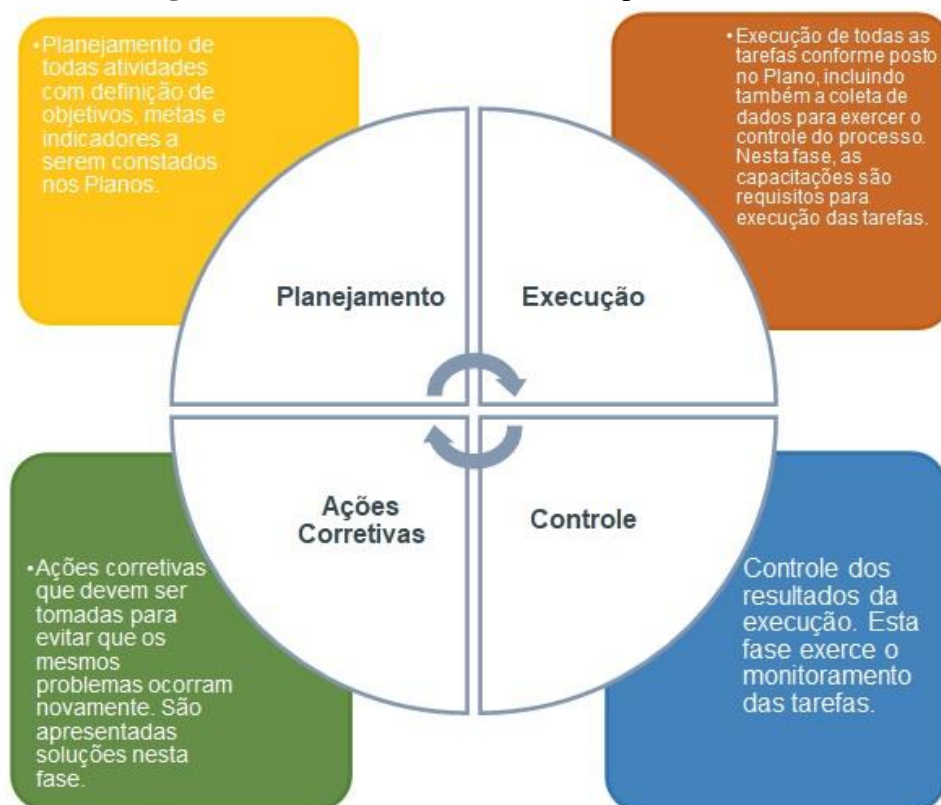 •Planejamento de
todas atividades
com definição de
objetivos, metas e
indicadores a
serem constados
nos Planos.
•Execução de todas as
tarefas conforme posto
no Plano, incluindo
também a coleta de
dados para exercer o
controle do processo.
Nesta fase, as
capacitações são
requisitos para
execução das tarefas.
Planejamento
Execução
Ações
Corretivas
Controle
•Ações corretivas
que devem ser
tomadas para
evitar que os
mesmos
problemas ocorram
novamente. São
apresentadas
soluções nesta
fase.
Controle dos
resultados da
execução. Esta
fase exerce o
monitoramento
das tarefas.